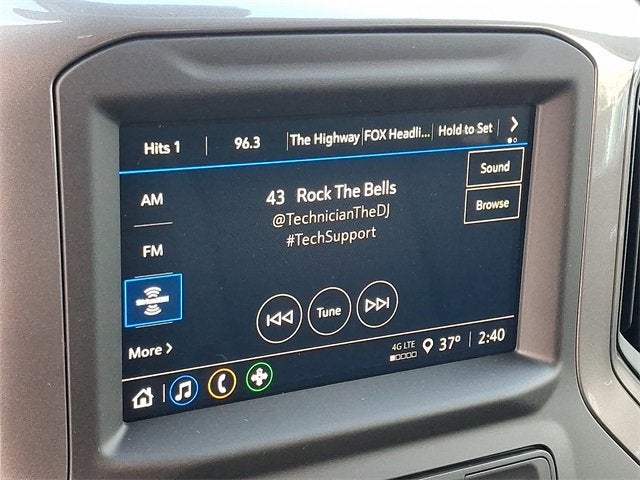 Hits 1 96.3 The Highway FOX Headli... Hold to Set
AM
FM
SiriusXM
More
43 Rock The Bells
@TechnicianTheDJ
#TechSupport
Tune
Sound
Browse
4G LTE
37° 2:40